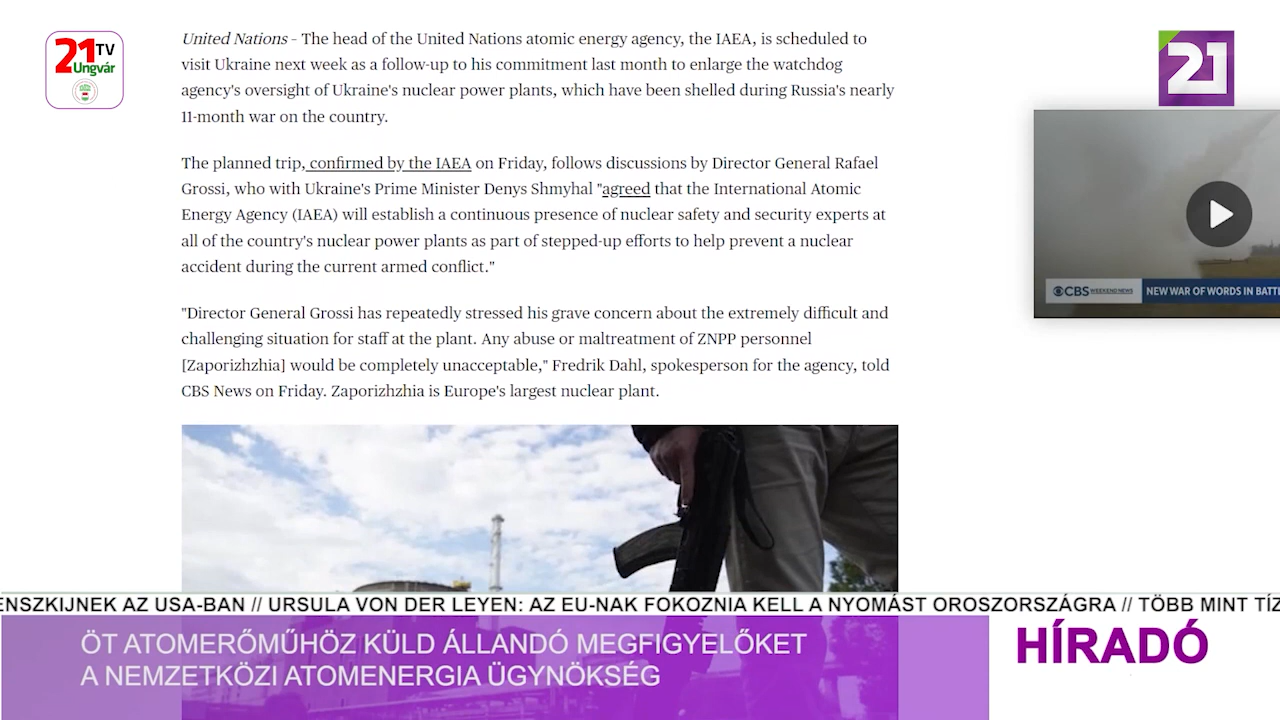 21 TV
Ungvár
21
United Nations – The head of the United Nations atomic energy agency, the IAEA, is scheduled to
visit Ukraine next week as a follow-up to his commitment last month to enlarge the watchdog
agency's oversight of Ukraine's nuclear power plants, which have been shelled during Russia's nearly
11-month war on the country.
The planned trip, confirmed by the IAEA on Friday, follows discussions by Director General Rafael
Grossi, who with Ukraine's Prime Minister Denys Shmyhal "agreed that the International Atomic
Energy Agency (IAEA) will establish a continuous presence of nuclear safety and security experts at
all of the country's nuclear power plants as part of stepped-up efforts to help prevent a nuclear
accident during the current armed conflict."
"Director General Grossi has repeatedly stressed his grave concern about the extremely difficult and
challenging situation for staff at the plant. Any abuse or maltreatment of ZNPP personnel
[Zaporizhzhia] would be completely unacceptable," Fredrik Dahl, spokesperson for the agency, told
CBS News on Friday. Zaporizhzhia is Europe's largest nuclear plant.
CBS WEEKEND NEWS NEW WAR OF WORDS IN BATTL
ENSZKIJNEK AZ USA-BAN // URSULA VON DER LEYEN: AZ EU-NAK FOKOZNIA KELL A NYOMÁST OROSZORSZÁGRA // TÖBB MINT TÍZ
ÖT ATOMERŐMŰHÖZ KÜLD ÁLLANDÓ MEGFIGYELŐKET
A NEMZETKÖZI ATOMENERGIA ÜGYNÖKSÉG
HÍRADÓ